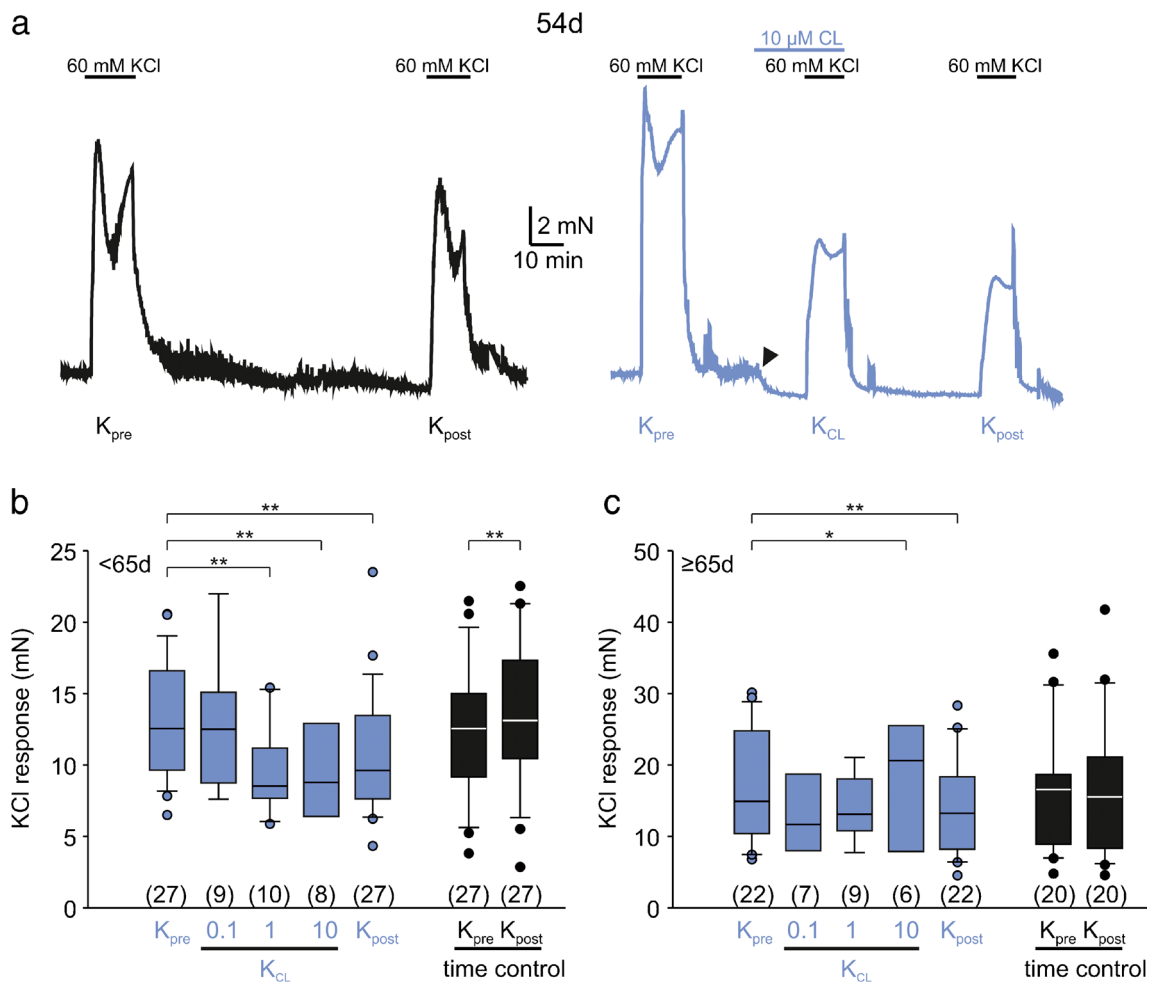 a
54d
10 µM CL
60 mM KCl 60 mM KCl 60 mM KCl 60 mM KCl 60 mM KCl
2 mN
10 min
Kpre Kpost Kpre KCL Kpost
b
** ** ** **
<65d
KCl response (mN)
25
20
15
10
5
0
(27) (9) (10) (8) (27) (27) (27)
Kpre 0.1 1 10 Kpost Kpre Kpost
KCL time control
c
** *
≥65d
KCl response (mN)
50
40
30
20
10
0
(22) (7) (9) (6) (22) (20) (20)
Kpre 0.1 1 10 Kpost Kpre Kpost
KCL time control